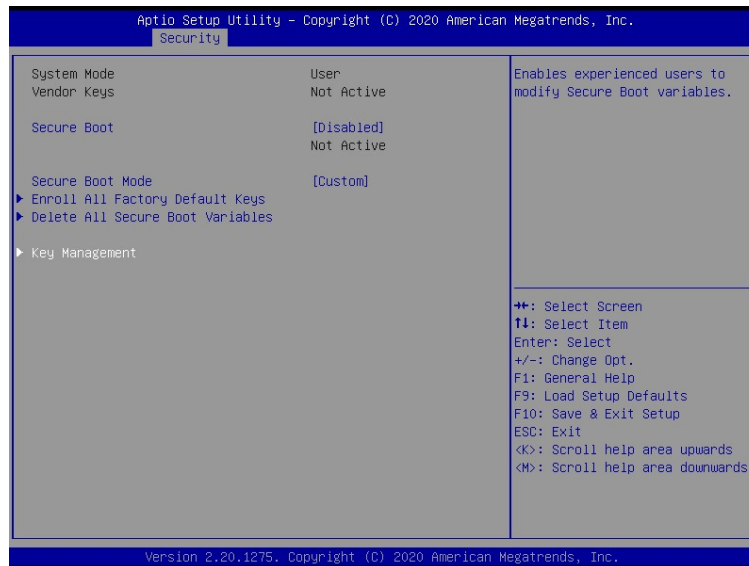 Aptio Setup Utility – Copyright (C) 2020 American Megatrends, Inc.
Security
System Mode User
Vendor Keys Not Active
Secure Boot [Disabled]
Not Active
Secure Boot Mode [Custom]
Enroll All Factory Default Keys
Delete All Secure Boot Variables
Key Management
Enables experienced users to
modify Secure Boot variables.
→←: Select Screen
↑↓: Select Item
Enter: Select
+/-: Change Opt.
F1: General Help
F9: Load Setup Defaults
F10: Save & Exit Setup
ESC: Exit
<K>: Scroll help area upwards
<M>: Scroll help area downwards
Version 2.20.1275. Copyright (C) 2020 American Megatrends, Inc.